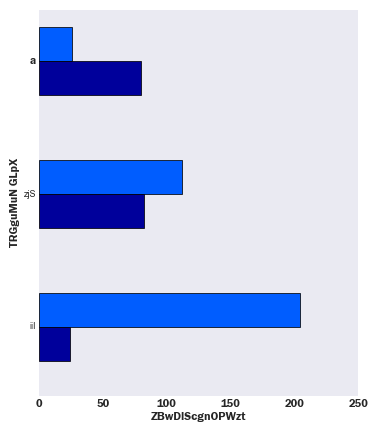 a
zjS
iil
TRGguMuN GLpX
0 50 100 150 200 250
ZBwDIScgnOPWzt